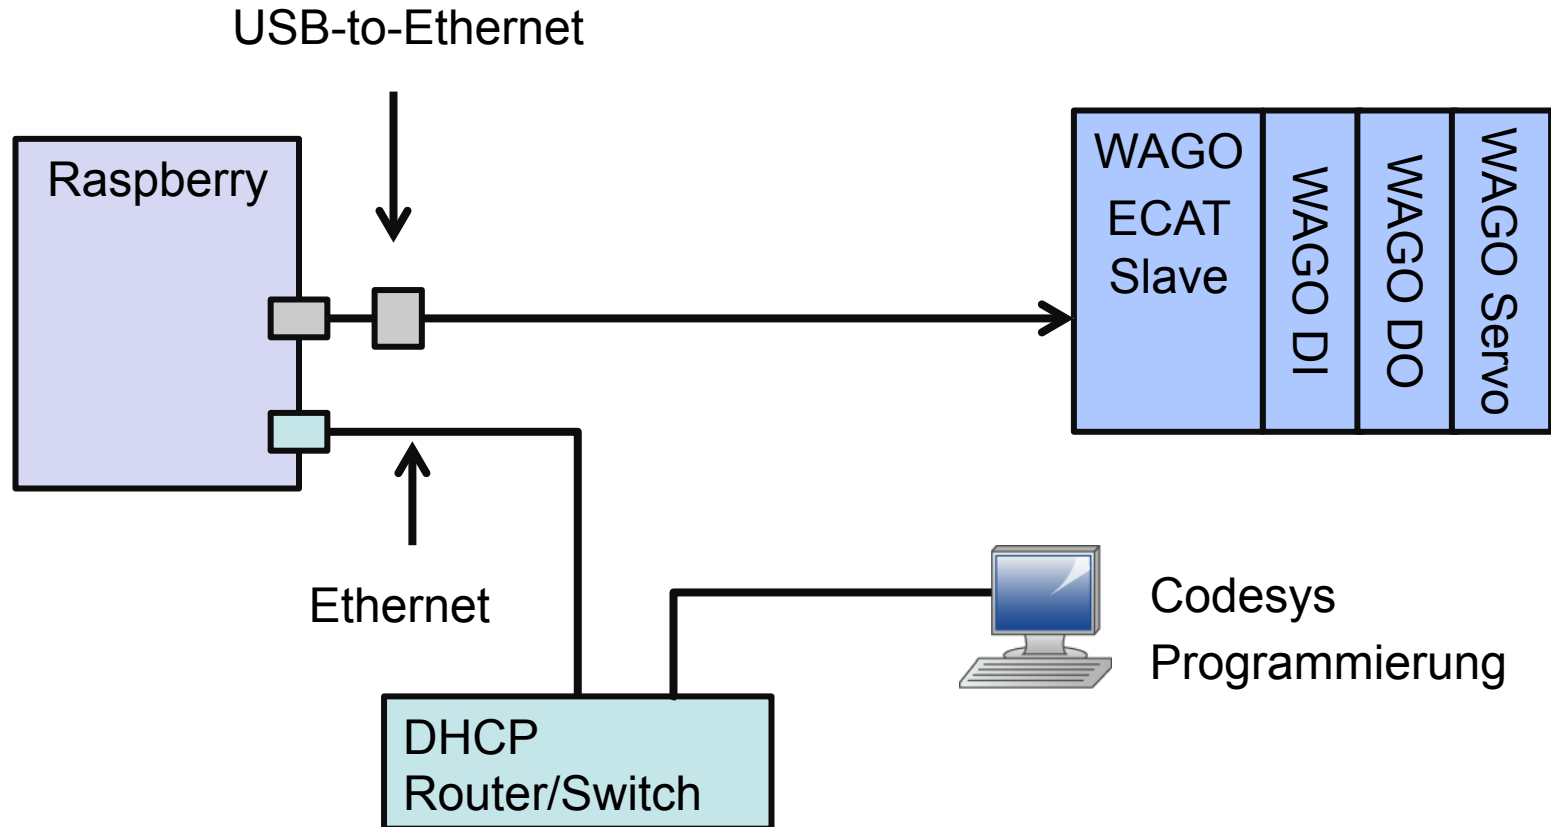 USB-to-Ethernet
Raspberry
WAGO
ECAT
Slave
WAGO DI
WAGO DO
WAGO Servo
Ethernet
Codesys
Programmierung
DHCP
Router/Switch